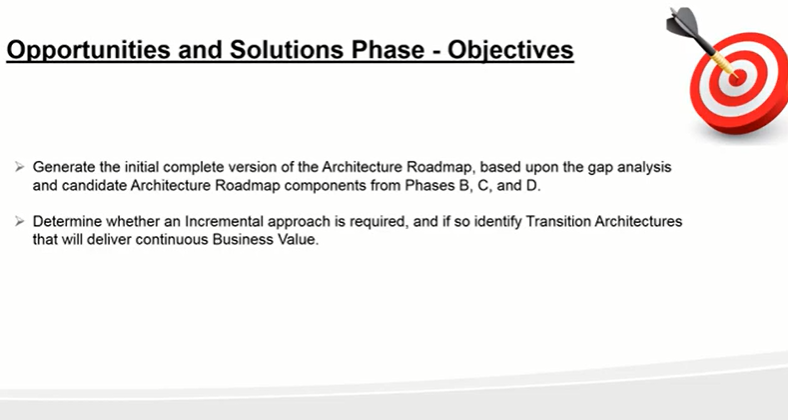 Opportunities and Solutions Phase - Objectives
Generate the initial complete version of the Architecture Roadmap, based upon the gap analysis
and candidate Architecture Roadmap components from Phases B, C, and D.
Determine whether an Incremental approach is required, and if so identify Transition Architectures
that will deliver continuous Business Value.